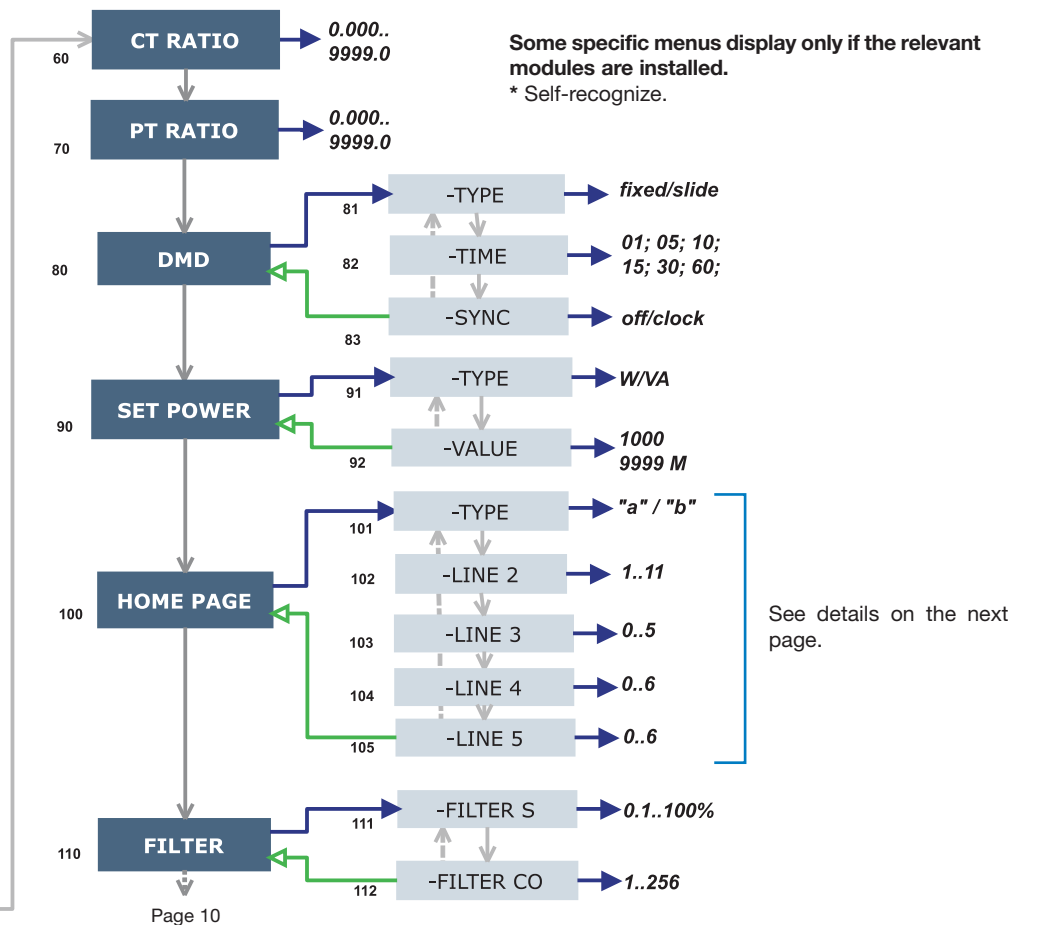 CT RATIO
60
0.000..
9999.0
Some specific menus display only if the relevant
modules are installed.
* Self-recognize.
PT RATIO
70
0.000..
9999.0
DMD
80
81
-TYPE
fixed/slide
82
-TIME
01; 05; 10;
15; 30; 60;
83
-SYNC
off/clock
SET POWER
90
91
-TYPE
W/VA
92
-VALUE
1000
9999 M
HOME PAGE
100
101
-TYPE
"a" / "b"
102
-LINE 2
1..11
103
-LINE 3
0..5
104
-LINE 4
0..6
105
-LINE 5
0..6
See details on the next
page.
FILTER
110
111
-FILTER S
0.1..100%
112
-FILTER CO
1..256
Page 10